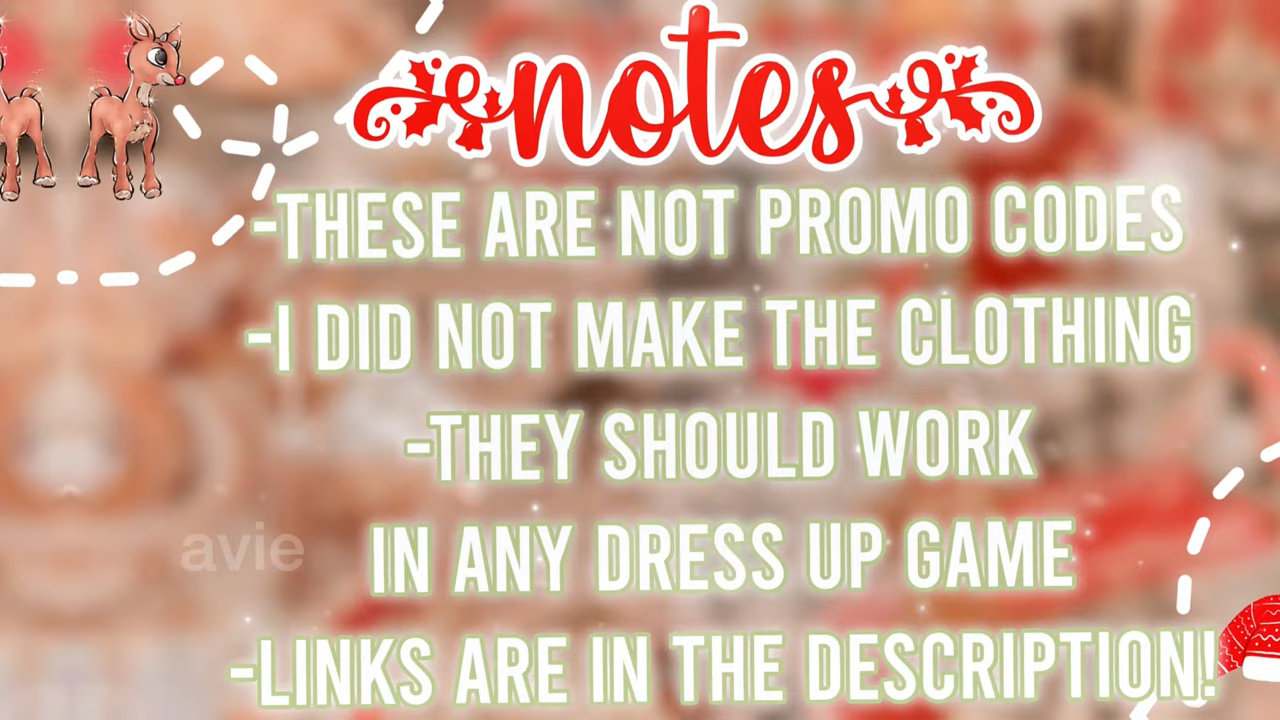 notes
-THESE ARE NOT PROMO CODES
-I DID NOT MAKE THE CLOTHING
-THEY SHOULD WORK
IN ANY DRESS UP GAME
avie
-LINKS ARE IN THE DESCRIPTION!